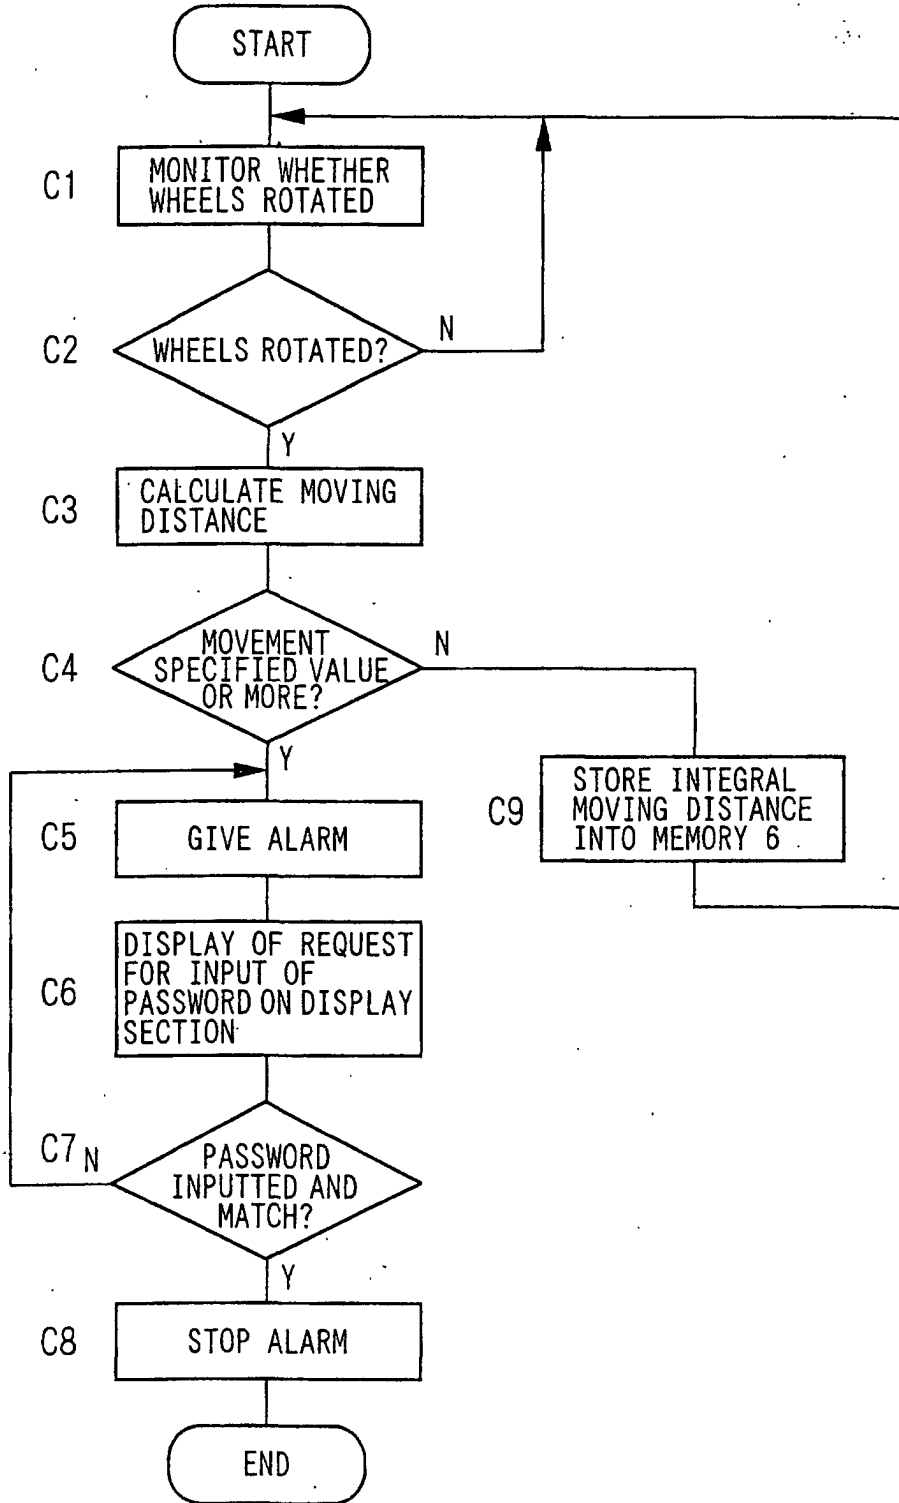 START
C1
MONITOR WHETHER
WHEELS ROTATED
C2
WHEELS ROTATED?
N
Y
C3
CALCULATE MOVING
DISTANCE
C4
MOVEMENT
SPECIFIED VALUE
OR MORE?
N
Y
C5
GIVE ALARM
C9
STORE INTEGRAL
MOVING DISTANCE
INTO MEMORY 6
C6
DISPLAY OF REQUEST
FOR INPUT OF
PASSWORD ON DISPLAY
SECTION
C7
N
PASSWORD
INPUTTED AND
MATCH?
Y
C8
STOP ALARM
END